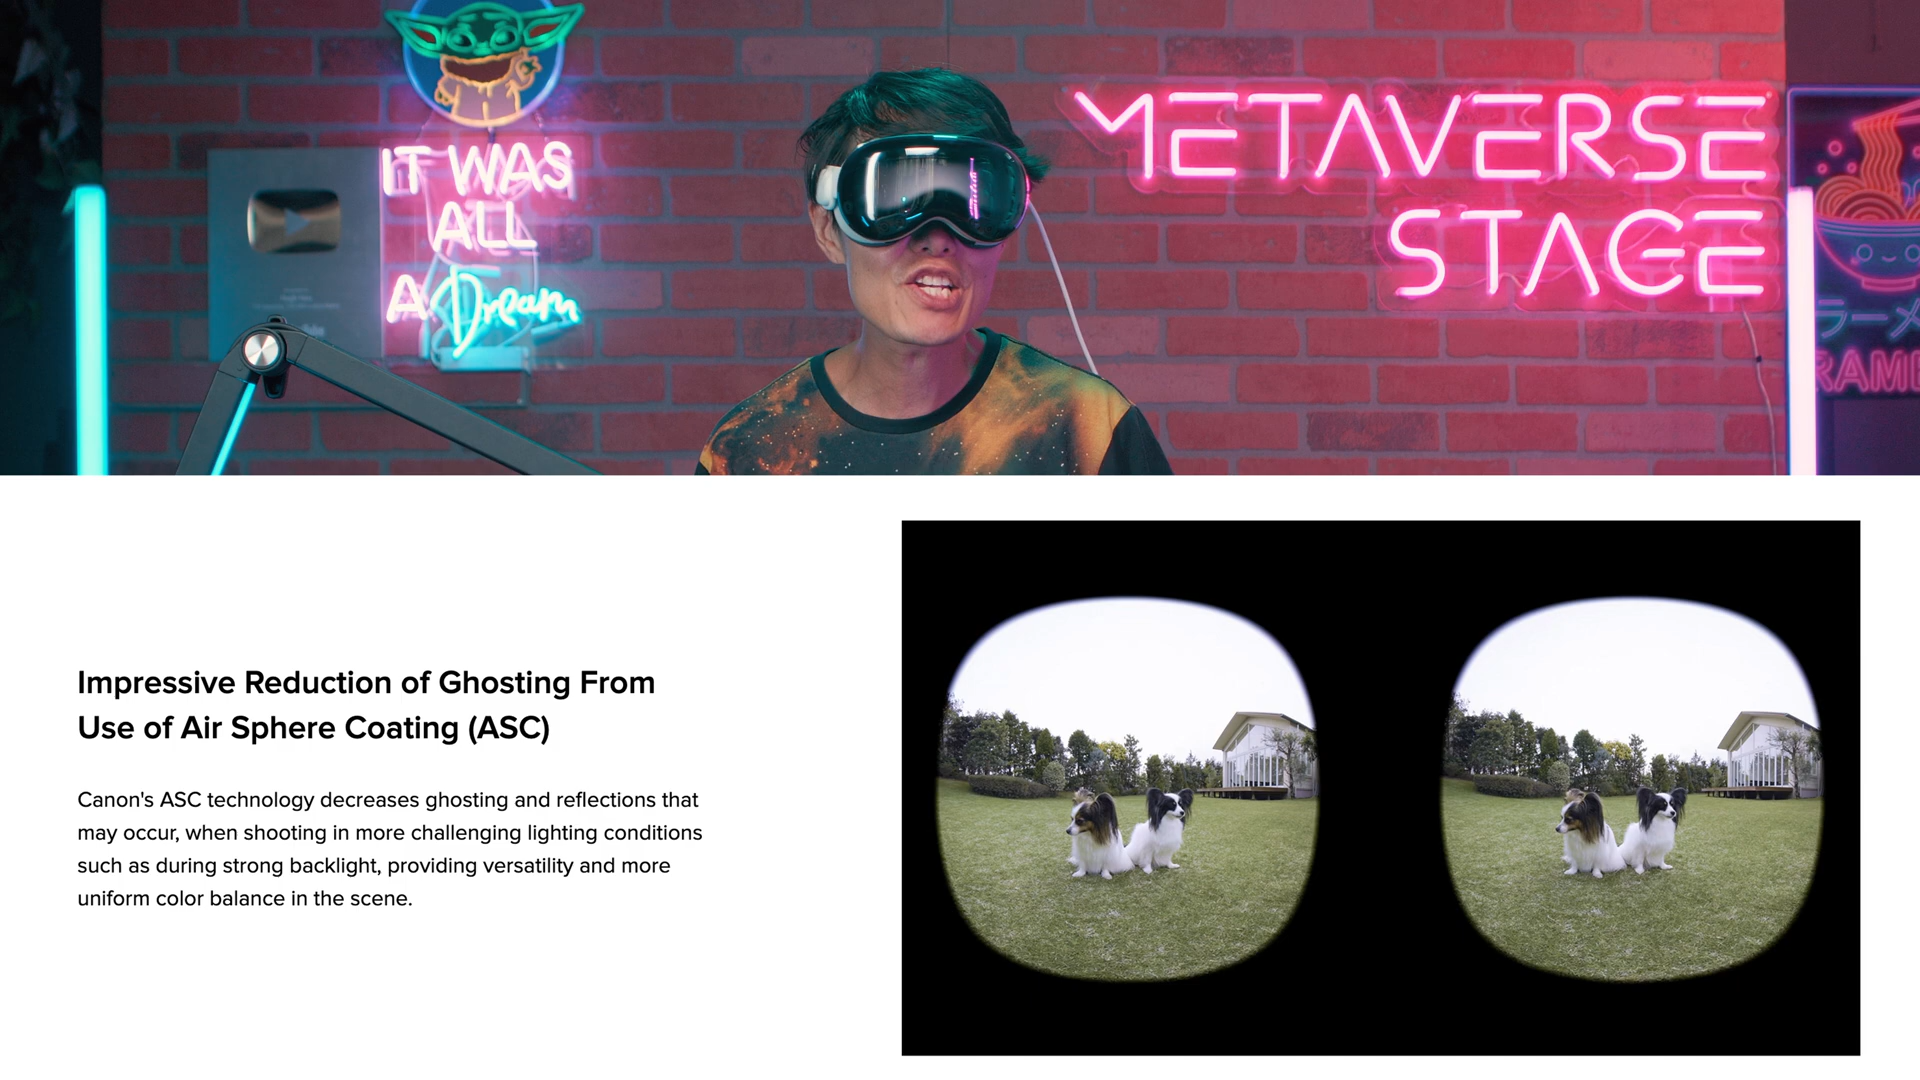 IT WAS
ALL
A Dream
METAVERSE
STAGE
ラーメ
RAME
Impressive Reduction of Ghosting From
Use of Air Sphere Coating (ASC)
Canon's ASC technology decreases ghosting and reflections that
may occur, when shooting in more challenging lighting conditions
such as during strong backlight, providing versatility and more
uniform color balance in the scene.